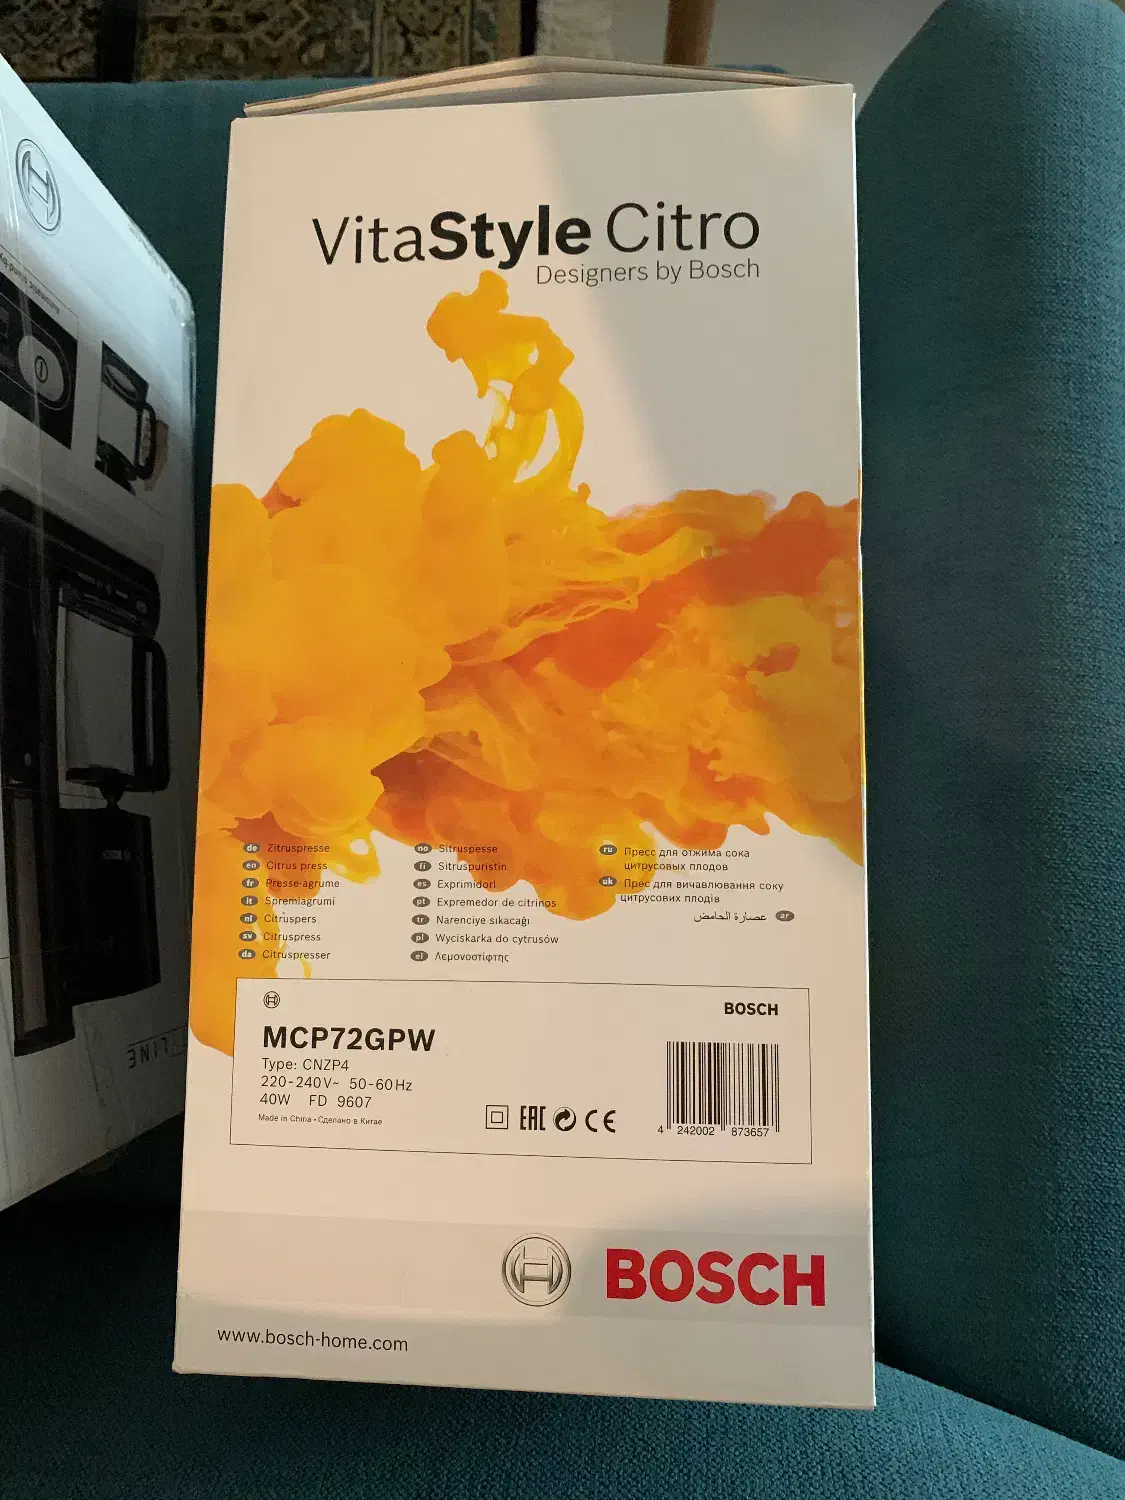 VitaStyle Citro
Designers by Bosch
de Zitruspresse
en Citrus press
fr Presse-agrume
it Spremiagrumi
nl Citruspers
sv Citruspress
da Citruspresser
no Sitruspesse
fi Sitruspuristin
es Exprimidor
pt Expremedor de citrinos
tr Narenciye sıkacağı
pl Wyciskarka do cytrusów
el Λεμονοστίφτης
ru Пресс для отжима сока
цитрусовых плодов
uk Прес для вичавлювання соку
цитрусових плодів
ar عصارة الحامض
BOSCH
MCP72GPW
Type: CNZP4
220-240V~ 50-60Hz
40W FD 9607
Made in China • Сделано в Китае
EAC CE
4 242002 873657
BOSCH
www.bosch-home.com
LINE